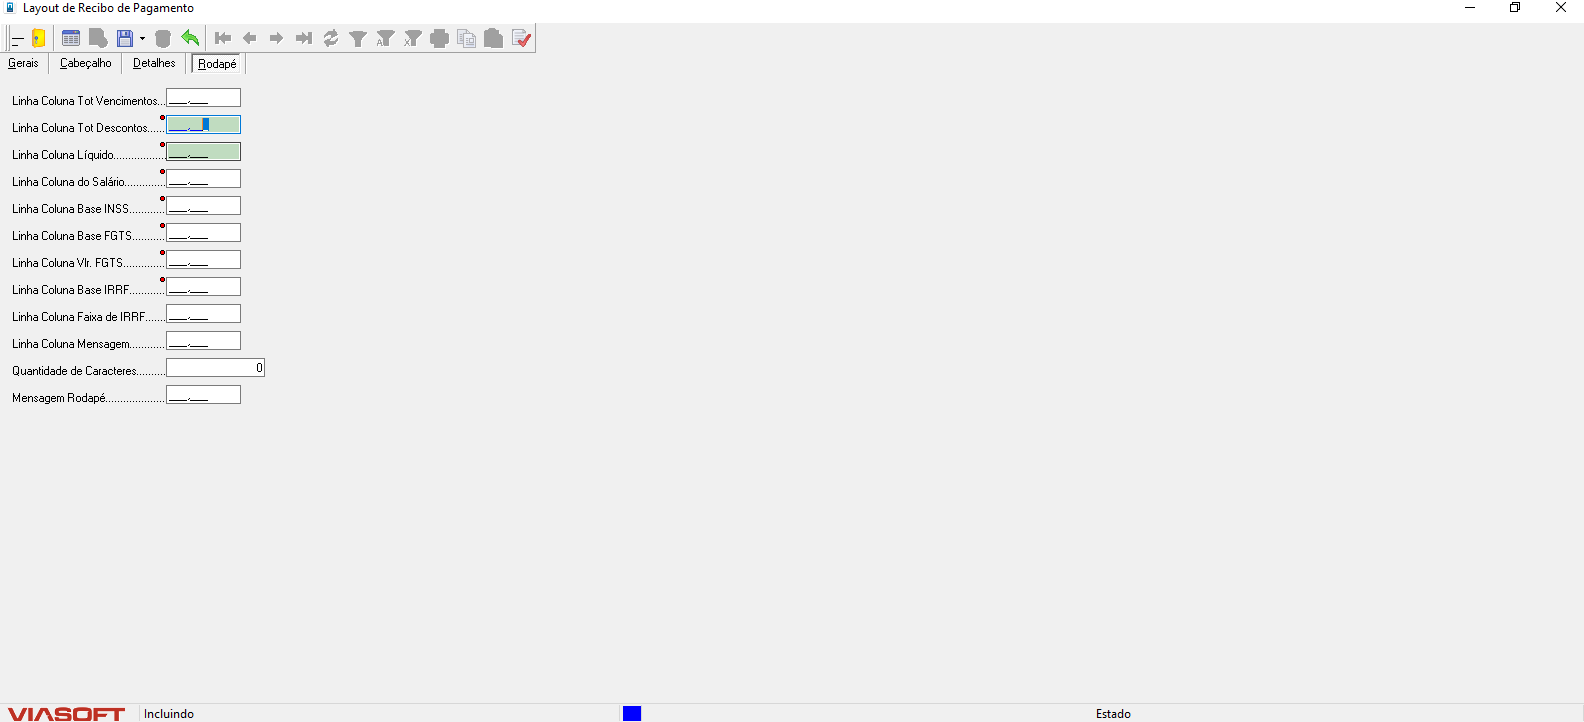 Layout de Recibo de Pagamento
Gerais Cabeçalho Detalhes Rodapé
Linha Coluna Tot Vencimentos... ___,___
Linha Coluna Tot Descontos...... ___,___
Linha Coluna Líquido.................. ___,___
Linha Coluna do Salário.............. ___,___
Linha Coluna Base INSS............ ___,___
Linha Coluna Base FGTS........... ___,___
Linha Coluna Vlr. FGTS.............. ___,___
Linha Coluna Base IRRF............ ___,___
Linha Coluna Faixa de IRRF....... ___,___
Linha Coluna Mensagem............ ___,___
Quantidade de Caracteres.......... 0
Mensagem Rodapé.................... ___,___
VIASOFT Incluindo Estado